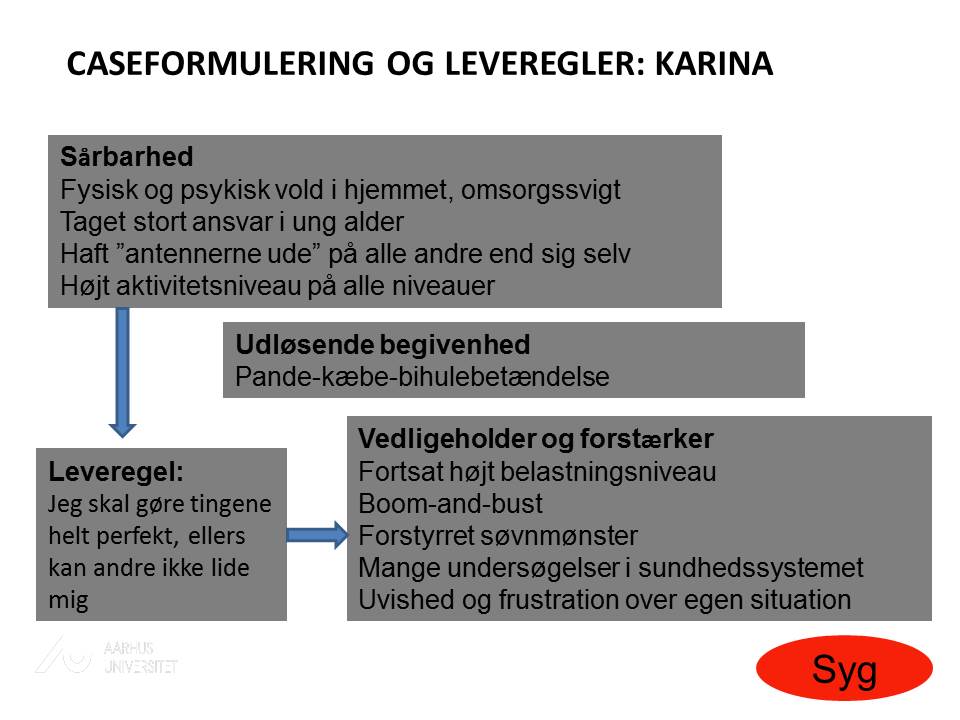 CASEFORMULERING OG LEVEREGLER: KARINA
Sårbarhed
Fysisk og psykisk vold i hjemmet, omsorgssvigt
Taget stort ansvar i ung alder
Haft ”antennerne ude” på alle andre end sig selv
Højt aktivitetsniveau på alle niveauer
Udløsende begivenhed
Pande-kæbe-bihulebetændelse
Leveregel:
Jeg skal gøre tingene
helt perfekt, ellers
kan andre ikke lide
mig
Vedligeholder og forstærker
Fortsat højt belastningsniveau
Boom-and-bust
Forstyrret søvnmønster
Mange undersøgelser i sundhedssystemet
Uvished og frustration over egen situation
AARHUS
UNIVERSITET
Syg